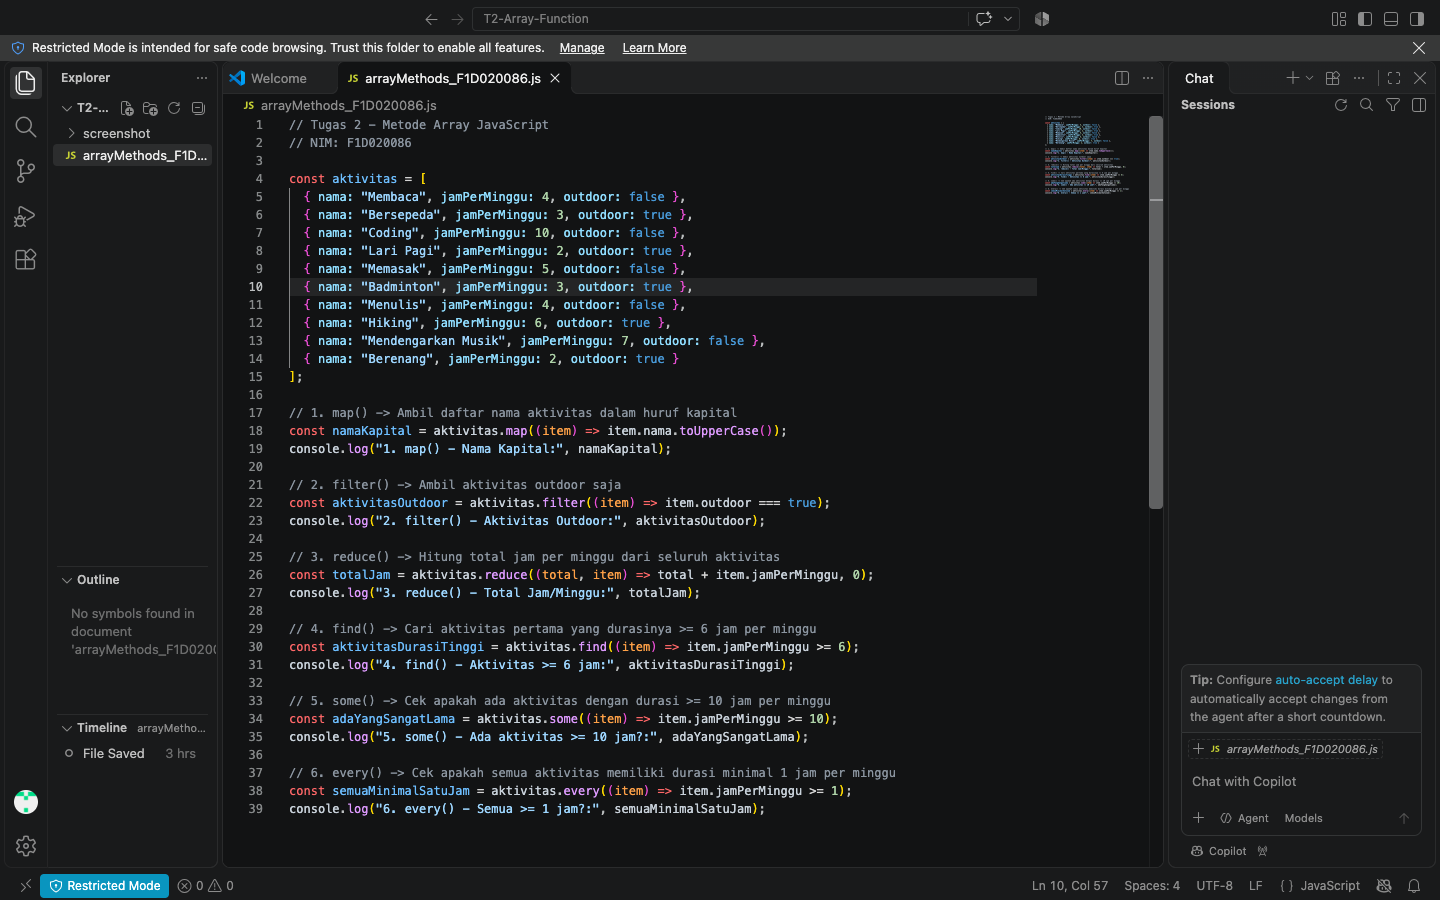 T2-Array-Function
Restricted Mode is intended for safe code browsing. Trust this folder to enable all features. Manage Learn More
Explorer
T2-...
screenshot
JS arrayMethods_F1D...
Outline
No symbols found in
document
'arrayMethods_F1D020
Timeline arrayMetho...
File Saved 3 hrs
Welcome
JS arrayMethods_F1D020086.js
JS arrayMethods_F1D020086.js
1 // Tugas 2 - Metode Array JavaScript
2 // NIM: F1D020086
3
4 const aktivitas = [
5 { nama: "Membaca", jamPerMinggu: 4, outdoor: false },
6 { nama: "Bersepeda", jamPerMinggu: 3, outdoor: true },
7 { nama: "Coding", jamPerMinggu: 10, outdoor: false },
8 { nama: "Lari Pagi", jamPerMinggu: 2, outdoor: true },
9 { nama: "Memasak", jamPerMinggu: 5, outdoor: false },
10 { nama: "Badminton", jamPerMinggu: 3, outdoor: true },
11 { nama: "Menulis", jamPerMinggu: 4, outdoor: false },
12 { nama: "Hiking", jamPerMinggu: 6, outdoor: true },
13 { nama: "Mendengarkan Musik", jamPerMinggu: 7, outdoor: false },
14 { nama: "Berenang", jamPerMinggu: 2, outdoor: true }
15 ];
16
17 // 1. map() -> Ambil daftar nama aktivitas dalam huruf kapital
18 const namaKapital = aktivitas.map((item) => item.nama.toUpperCase());
19 console.log("1. map() - Nama Kapital:", namaKapital);
20
21 // 2. filter() -> Ambil aktivitas outdoor saja
22 const aktivitasOutdoor = aktivitas.filter((item) => item.outdoor === true);
23 console.log("2. filter() - Aktivitas Outdoor:", aktivitasOutdoor);
24
25 // 3. reduce() -> Hitung total jam per minggu dari seluruh aktivitas
26 const totalJam = aktivitas.reduce((total, item) => total + item.jamPerMinggu, 0);
27 console.log("3. reduce() - Total Jam/Minggu:", totalJam);
28
29 // 4. find() -> Cari aktivitas pertama yang durasinya >= 6 jam per minggu
30 const aktivitasDurasiTinggi = aktivitas.find((item) => item.jamPerMinggu >= 6);
31 console.log("4. find() - Aktivitas >= 6 jam:", aktivitasDurasiTinggi);
32
33 // 5. some() -> Cek apakah ada aktivitas dengan durasi >= 10 jam per minggu
34 const adaYangSangatLama = aktivitas.some((item) => item.jamPerMinggu >= 10);
35 console.log("5. some() - Ada aktivitas >= 10 jam?:", adaYangSangatLama);
36
37 // 6. every() -> Cek apakah semua aktivitas memiliki durasi minimal 1 jam per minggu
38 const semuaMinimalSatuJam = aktivitas.every((item) => item.jamPerMinggu >= 1);
39 console.log("6. every() - Semua >= 1 jam?:", semuaMinimalSatuJam);
Chat
Sessions
Tip: Configure auto-accept delay to
automatically accept changes from
the agent after a short countdown.
JS arrayMethods_F1D020086.js
Chat with Copilot
Agent Models
Copilot
Restricted Mode 0 0 Ln 10, Col 57 Spaces: 4 UTF-8 LF { } JavaScript